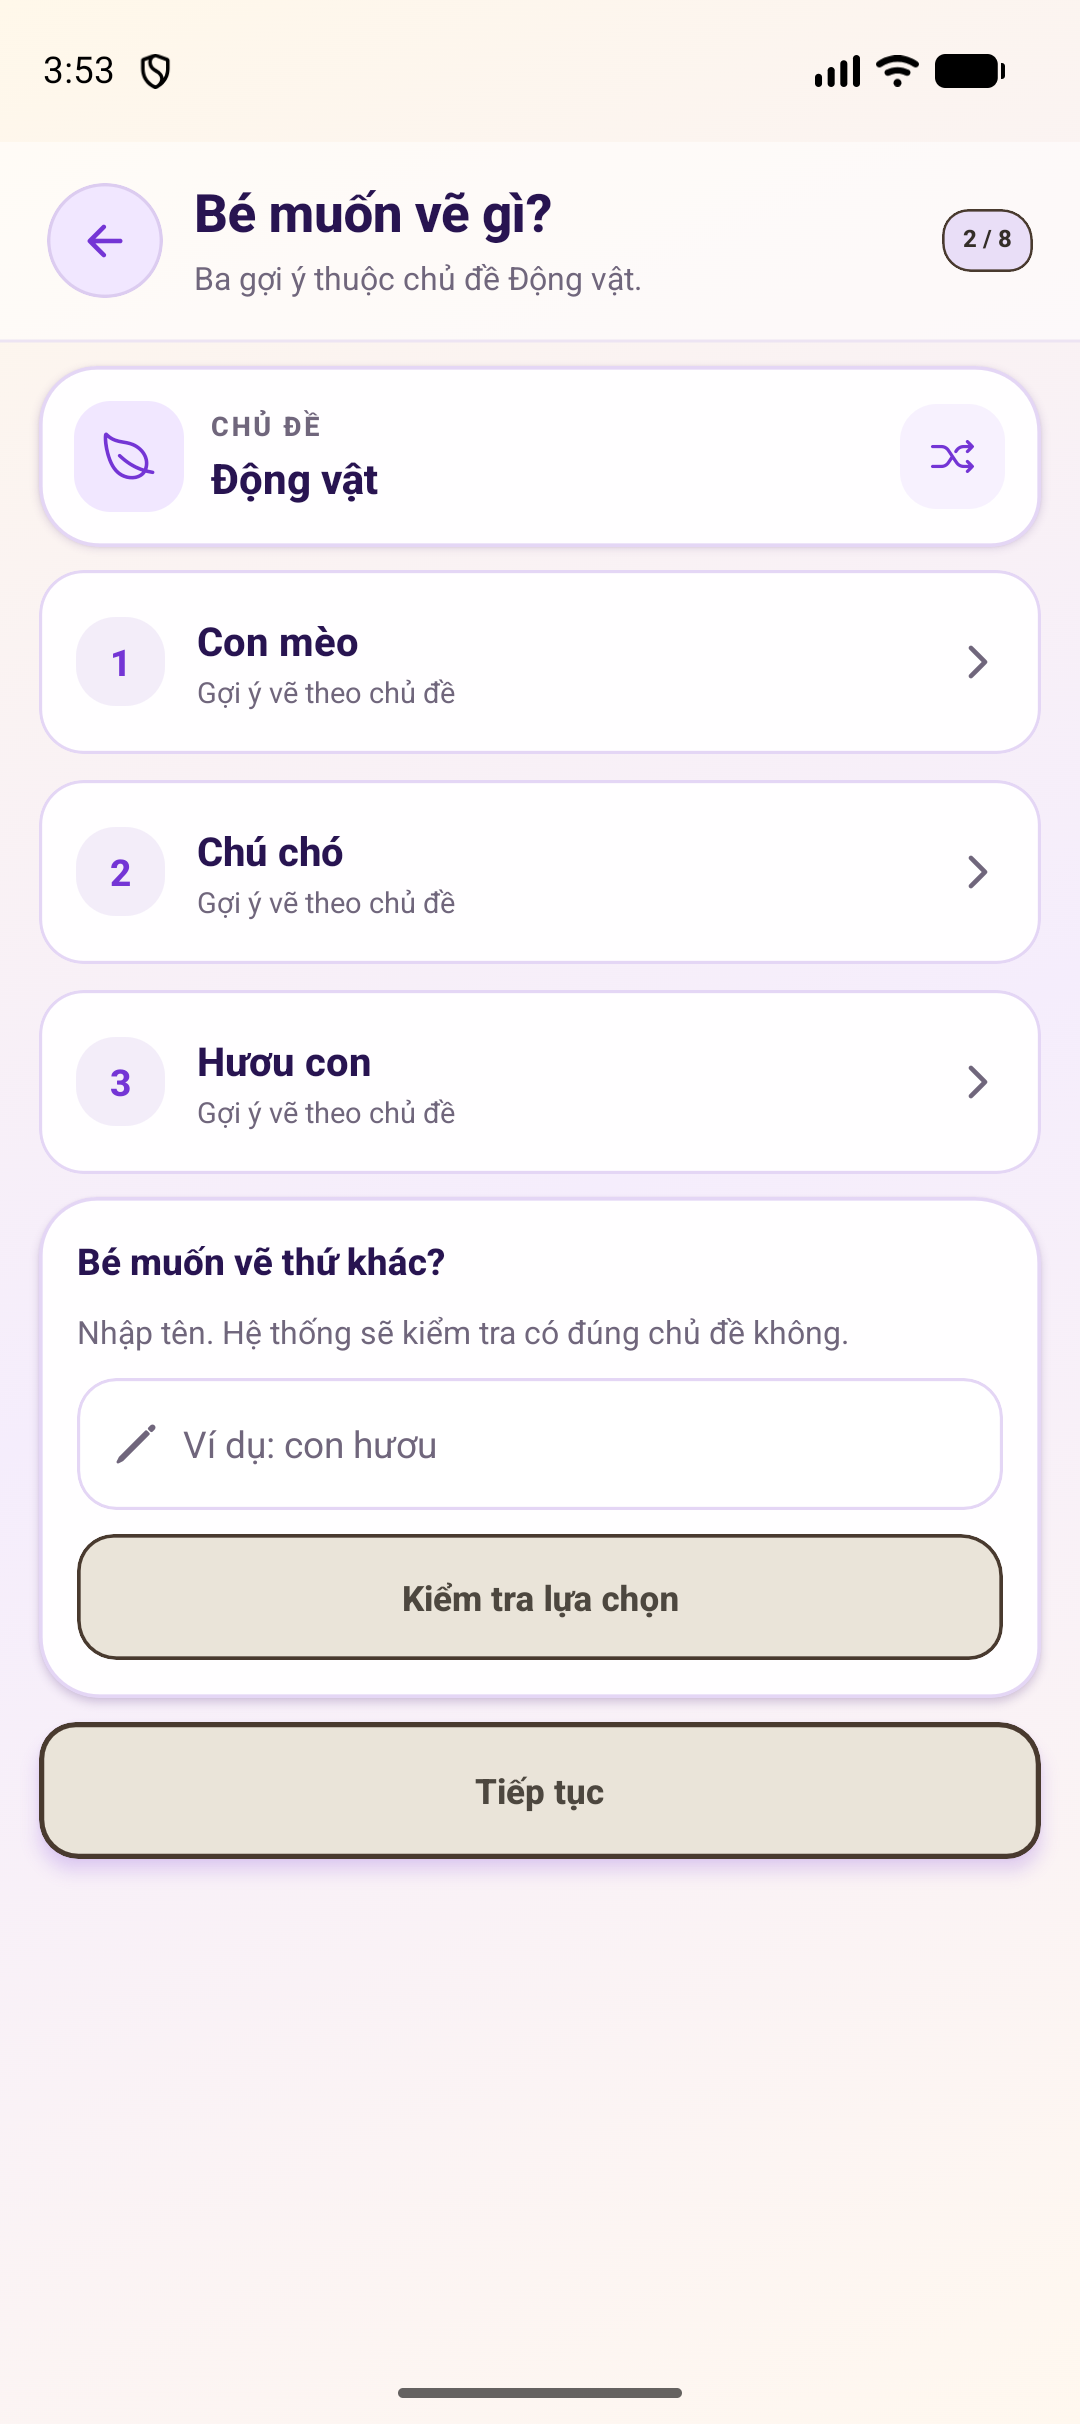 3:53
Bé muốn vẽ gì?
Ba gợi ý thuộc chủ đề Động vật.
2 / 8
CHỦ ĐỀ
Động vật
1
Con mèo
Gợi ý vẽ theo chủ đề
2
Chú chó
Gợi ý vẽ theo chủ đề
3
Hươu con
Gợi ý vẽ theo chủ đề
Bé muốn vẽ thứ khác?
Nhập tên. Hệ thống sẽ kiểm tra có đúng chủ đề không.
Ví dụ: con hươu
Kiểm tra lựa chọn
Tiếp tục